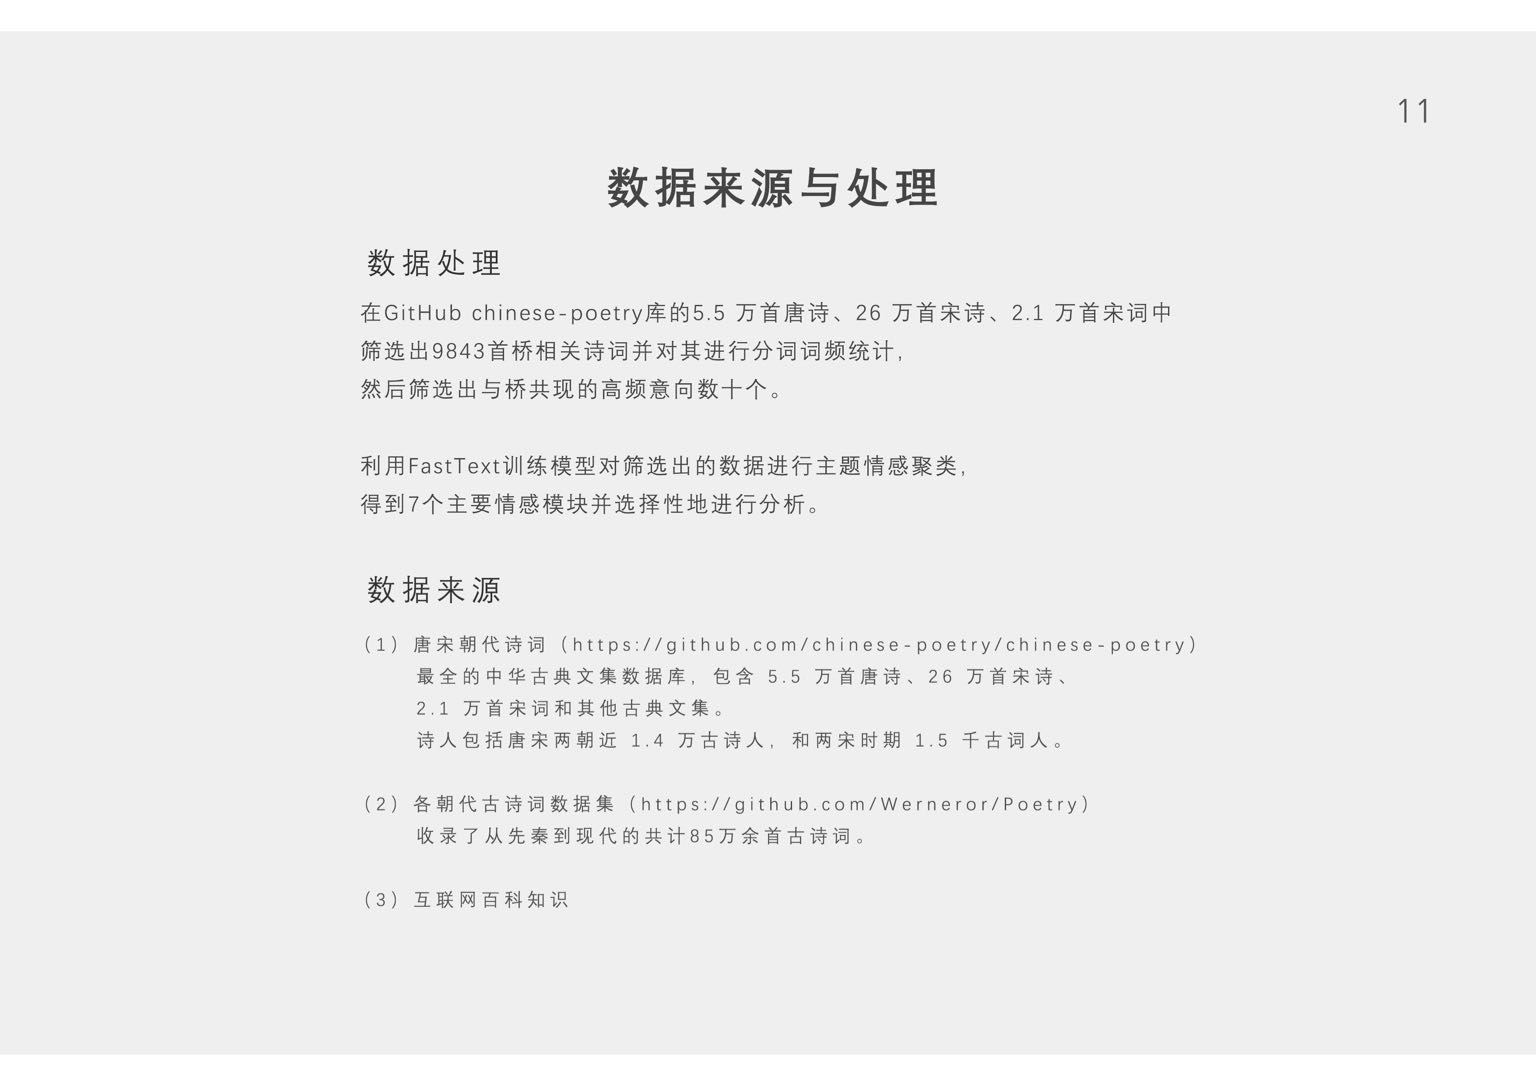 11
数据来源与处理
数据处理
在GitHub chinese-poetry库的5.5 万首唐诗、26 万首宋诗、2.1 万首宋词中
筛选出9843首桥相关诗词并对其进行分词词频统计，
然后筛选出与桥共现的高频意向数十个。
利用FastText训练模型对筛选出的数据进行主题情感聚类，
得到7个主要情感模块并选择性地进行分析。
数据来源
（1）唐宋朝代诗词（https://github.com/chinese-poetry/chinese-poetry）
最全的中华古典文集数据库，包含 5.5 万首唐诗、26 万首宋诗、
2.1 万首宋词和其他古典文集。
诗人包括唐宋两朝近 1.4 万古诗人，和两宋时期 1.5 千古词人。
（2）各朝代古诗词数据集（https://github.com/Werneror/Poetry）
收录了从先秦到现代的共计85万余首古诗词。
（3）互联网百科知识